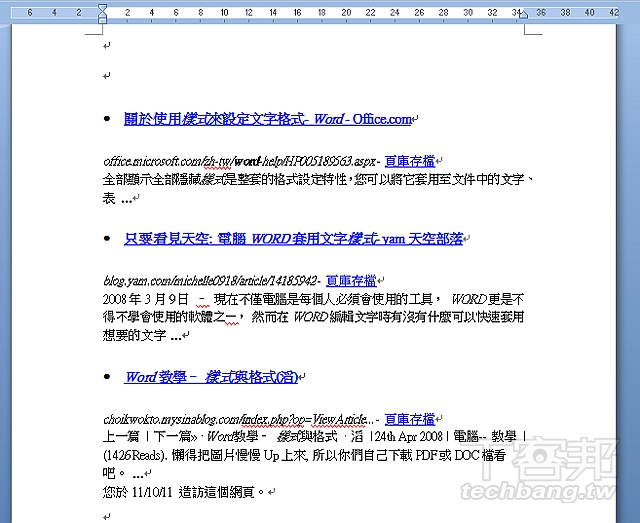 6 4 2 2 4 6 8 10 12 14 16 18 20 22 24 26 28 30 32 34 36 38 40 42
• 關於使用樣式來設定文字格式- Word - Office.com
office.microsoft.com/zh-tw/word-help/HP005189563.aspx - 頁庫存檔
全部顯示全部隱藏樣式是整套的格式設定特性,您可以將它套用至文件中的文字、
表 ...
• 只要看見天空: 電腦 WORD 套用文字樣式- yam 天空部落
blog.yam.com/michelle0918/article/14185942 - 頁庫存檔
2008 年 3 月 9 日 – 現在不僅電腦是每個人必須會使用的工具, WORD 更是不
得不學會使用的軟體之一, 然而在 WORD 編輯文字時有沒有什麼可以快速套用
想要的文字 ...
• Word 教學– 樣式與格式(滔)
choikwokto.mysinablog.com/index.php?op=ViewArticle... - 頁庫存檔
上一篇 | 下一篇» · Word教學– 樣式與格式 · 滔 | 24th Apr 2008 | 電腦-- 教學 |
(1426 Reads). 懶得把圖片慢慢 Up 上來, 所以你們自己下載 PDF 或 DOC 檔看
吧。 ...
您於 11/10/11 造訪這個網頁。
T客邦
techbang.com.tw